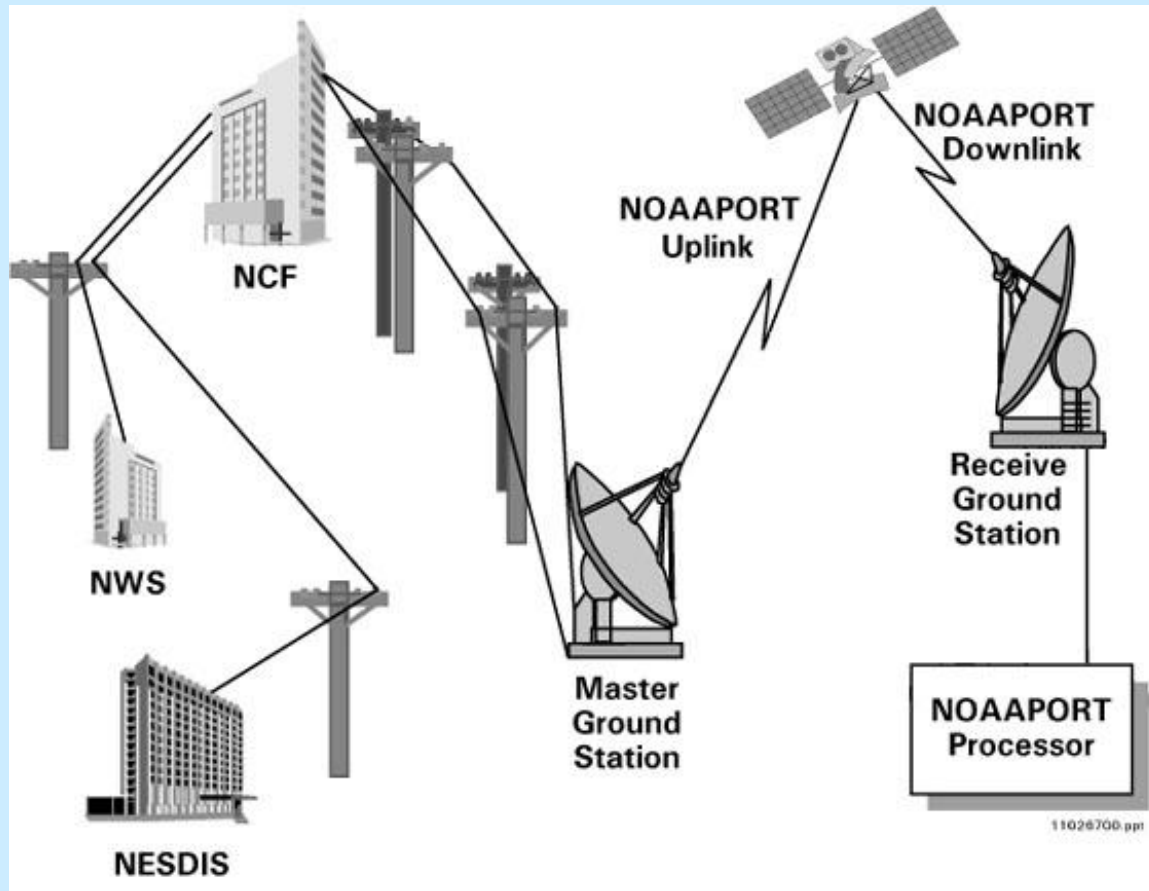 NCF
NOAAPORT
Downlink
NOAAPORT
Uplink
NWS
Receive
Ground
Station
Master
Ground
Station
NOAAPORT
Processor
NESDIS
11026700.ppt